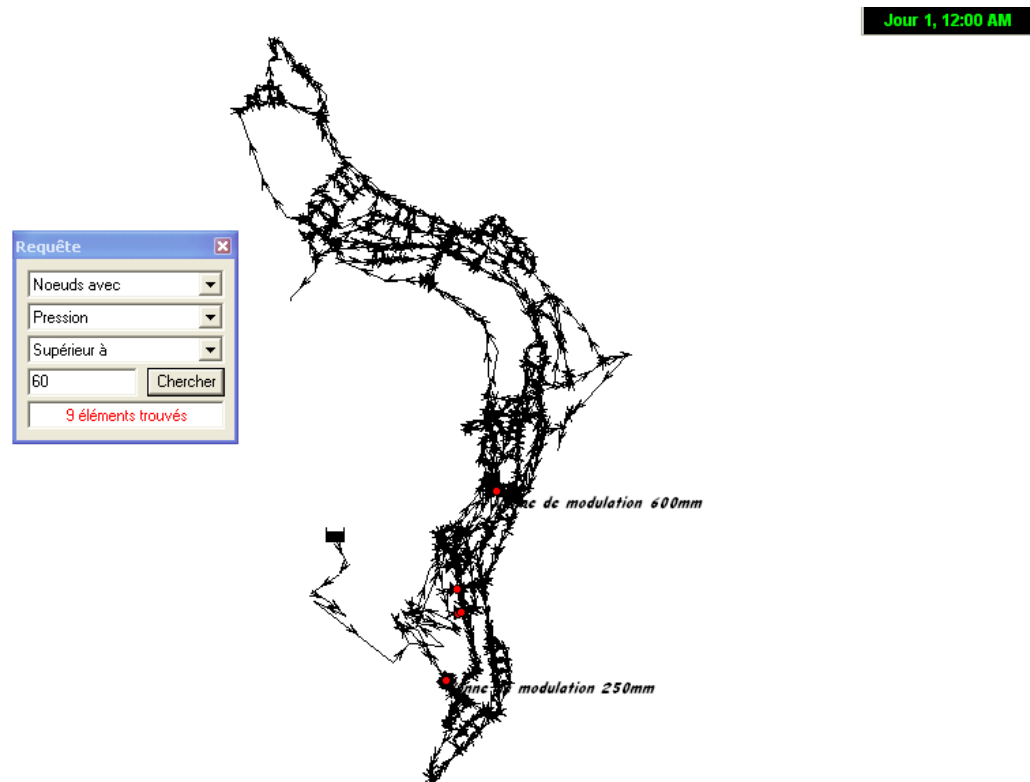 Jour 1, 12:00 AM
Requête
Noeuds avec
Pression
Supérieur à
60 Chercher
9 éléments trouvés
de modulation 600mm
modulation 250mm